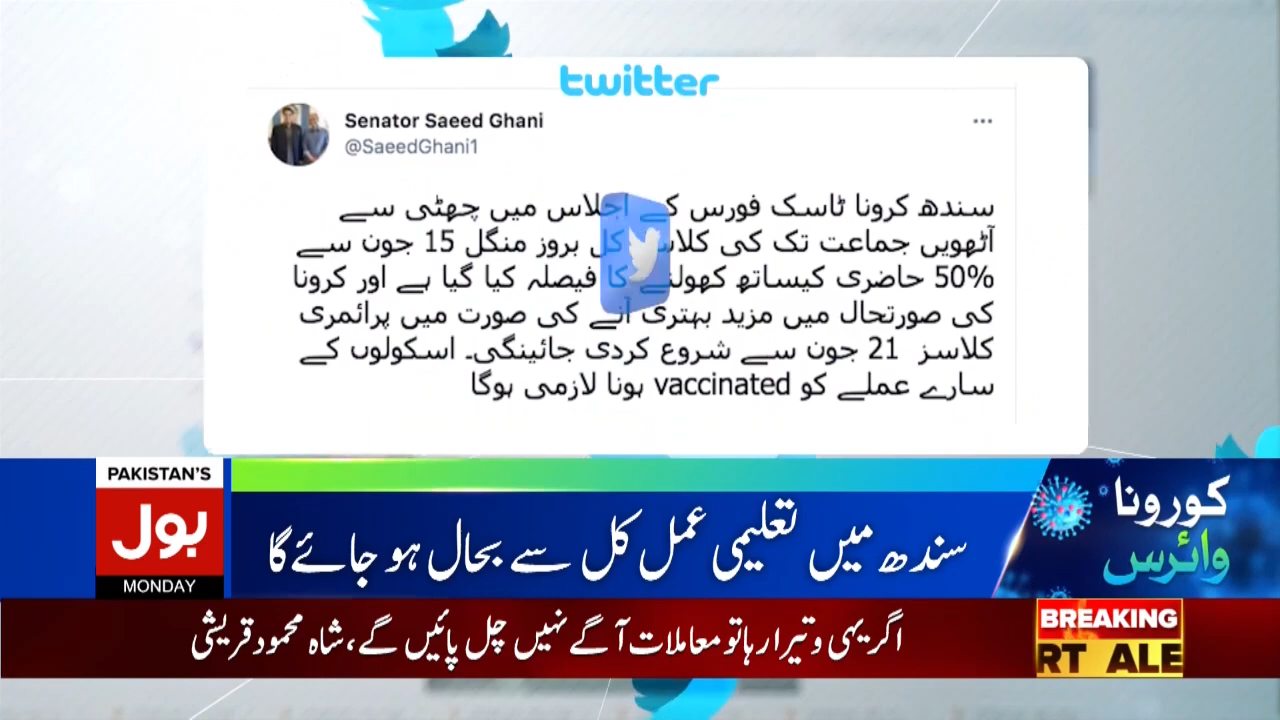 twitter
Senator Saeed Ghani
@SaeedGhani1
سندھ کرونا ٹاسک فورس کے اجلاس میں چھٹی سے
آٹھویں جماعت تک کی کل بروز منگل 15 جون سے
50% حاضری کیساتھ کھولنے کا فیصلہ کیا گیا ہے اور کرونا
کی صورتحال میں مزید بہتری آنے کی صورت میں پرائمری
کلاسز 21 جون سے شروع کردی جائینگی۔ اسکولوں کے
سارے عملے کو vaccinated ہونا لازمی ہوگا
PAKISTAN'S
بول
MONDAY
سندھ میں تعلیمی عمل کل سے بحال ہو جائے گا
کورونا
وائرس
اگر یہی وتیرا رہا تو معاملات آگے نہیں چل پائیں گے، شاہ محمود قریشی
BREAKING
RT ALE